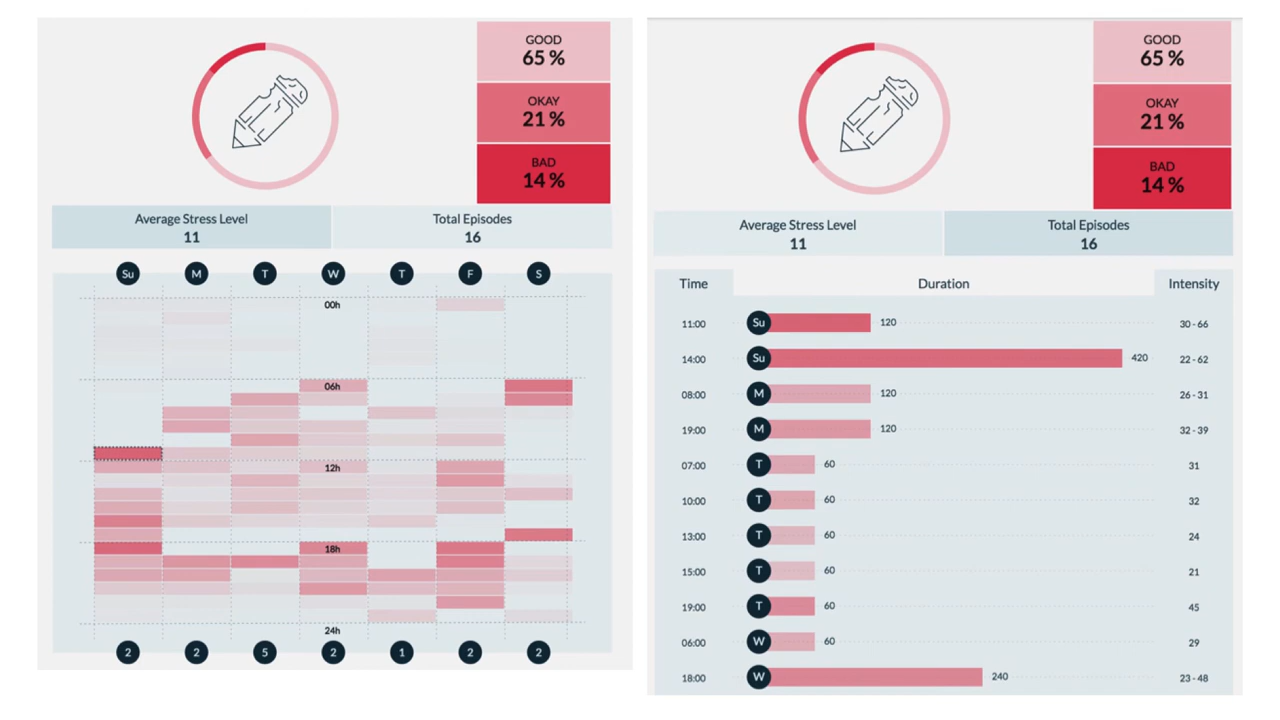 GOOD
65 %
OKAY
21 %
BAD
14 %
Average Stress Level
11
Total Episodes
16
Su M T W T F S
00h
06h
12h
18h
24h
2 2 5 2 1 2 2
GOOD
65 %
OKAY
21 %
BAD
14 %
Average Stress Level
11
Total Episodes
16
Time Duration Intensity
11:00 Su 120 30 - 66
14:00 Su 420 22 - 62
08:00 M 120 26 - 31
19:00 M 120 32 - 39
07:00 T 60 31
10:00 T 60 32
13:00 T 60 24
15:00 T 60 21
19:00 T 60 45
06:00 W 60 29
18:00 W 240 23 - 48